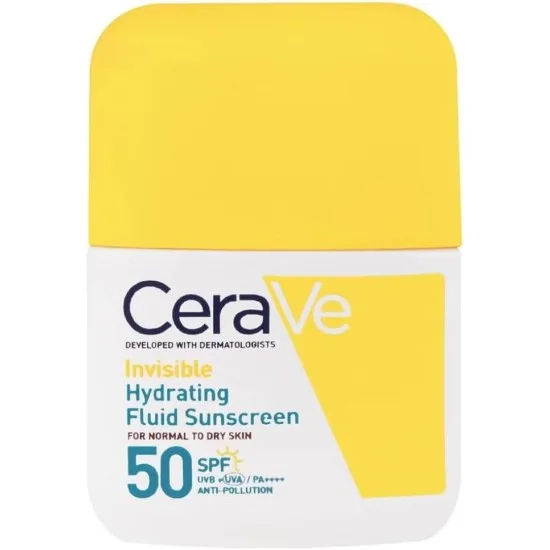 CeraVe
DEVELOPED WITH DERMATOLOGISTS
Invisible
Hydrating
Fluid Sunscreen
FOR NORMAL TO DRY SKIN
50 SPF
UVB + UVA / PA++++
ANTI-POLLUTION